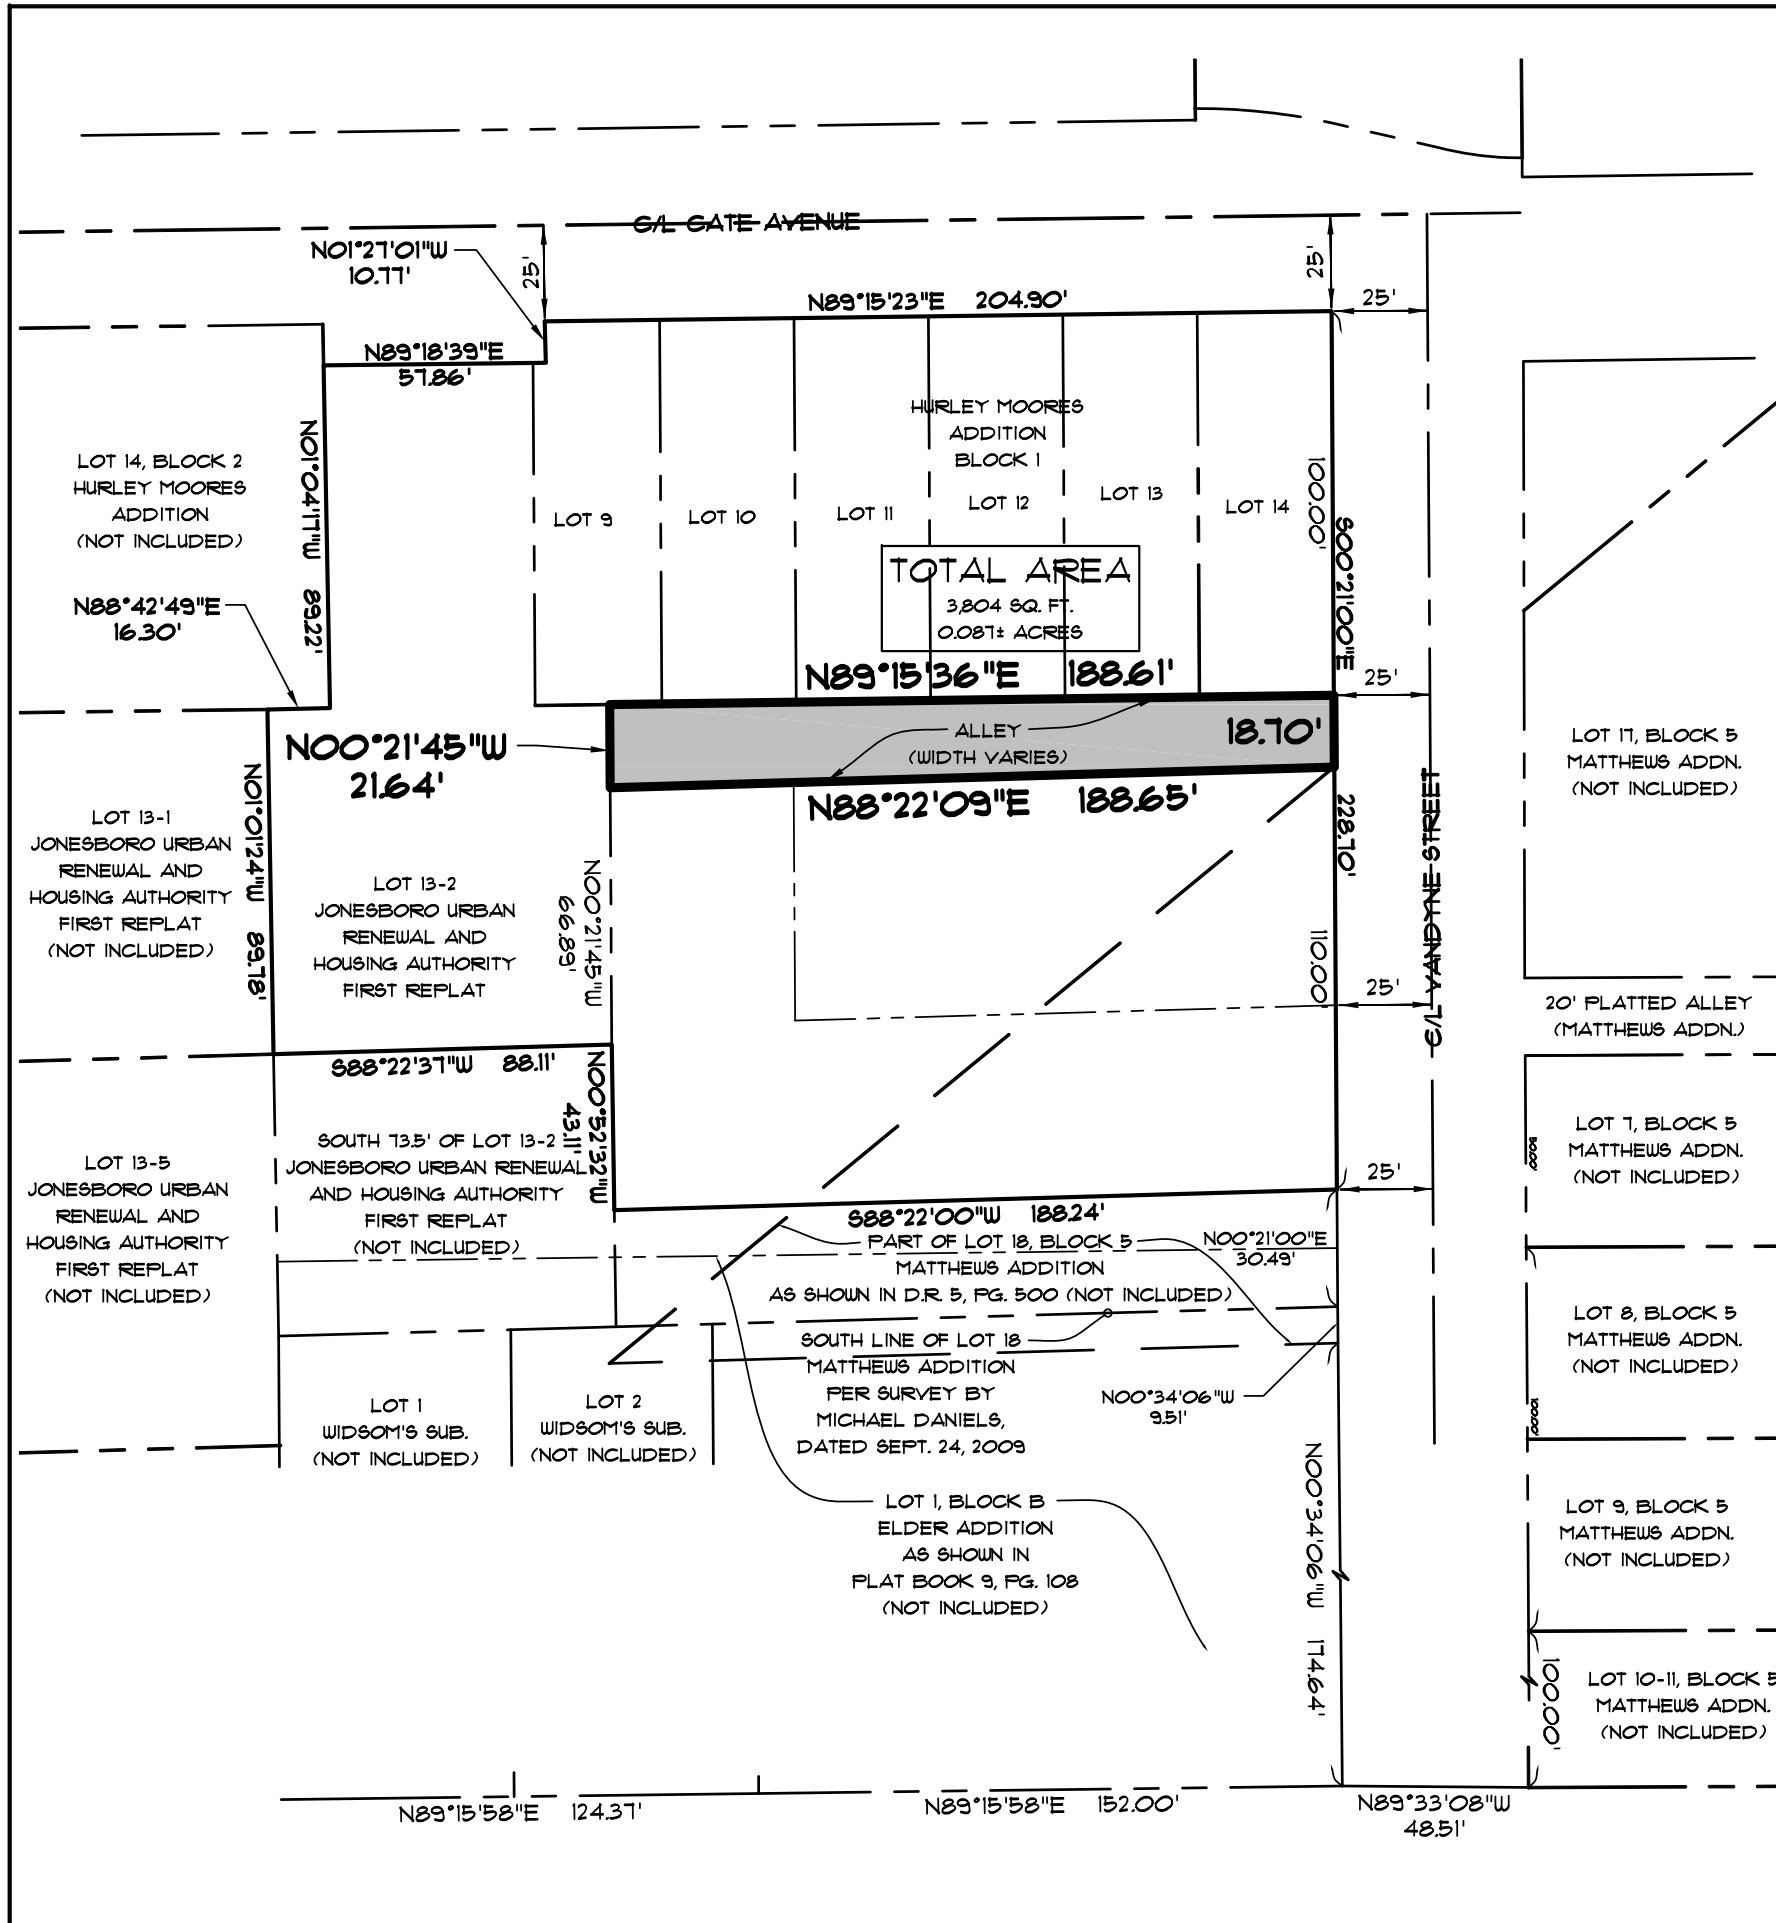 C/L GATE AVENUE
N01°27'01"W
10.77'
25'
25'
N89°15'23"E 204.90'
25'
N89°18'39"E
57.86'
HURLEY MOORES
ADDITION
BLOCK 1
LOT 14, BLOCK 2
HURLEY MOORES
ADDITION
(NOT INCLUDED)
N01°04'17"W 89.22'
LOT 9
LOT 10
LOT 11
LOT 12
LOT 13
LOT 14
100.00'
S00°21'00"E
228.70'
TOTAL AREA
3,804 SQ. FT.
0.087± ACRES
N88°42'49"E
16.30'
N89°15'36"E 188.61'
25'
N00°21'45"W
21.64'
ALLEY
(WIDTH VARIES)
18.70'
N88°22'09"E 188.65'
LOT 17, BLOCK 5
MATTHEWS ADDN.
(NOT INCLUDED)
C/L VANDYNE STREET
LOT 13-1
JONESBORO URBAN
RENEWAL AND
HOUSING AUTHORITY
FIRST REPLAT
(NOT INCLUDED)
N01°01'24"W 89.78'
LOT 13-2
JONESBORO URBAN
RENEWAL AND
HOUSING AUTHORITY
FIRST REPLAT
N00°21'45"W
66.89'
110.00'
25'
20' PLATTED ALLEY
(MATTHEWS ADDN.)
S88°22'37"W 88.11'
N00°52'32"W
43.11'
SOUTH 73.5' OF LOT 13-2
JONESBORO URBAN RENEWAL
AND HOUSING AUTHORITY
FIRST REPLAT
(NOT INCLUDED)
LOT 13-5
JONESBORO URBAN
RENEWAL AND
HOUSING AUTHORITY
FIRST REPLAT
(NOT INCLUDED)
25'
50.00'
LOT 7, BLOCK 5
MATTHEWS ADDN.
(NOT INCLUDED)
S88°22'00"W 188.24'
PART OF LOT 18, BLOCK 5
MATTHEWS ADDITION
AS SHOWN IN D.R. 5, PG. 500 (NOT INCLUDED)
N00°21'00"E
30.49'
SOUTH LINE OF LOT 18
MATTHEWS ADDITION
PER SURVEY BY
MICHAEL DANIELS,
DATED SEPT. 24, 2009
N00°34'06"W
9.51'
LOT 8, BLOCK 5
MATTHEWS ADDN.
(NOT INCLUDED)
100.00'
LOT 1
WIDSOM'S SUB.
(NOT INCLUDED)
LOT 2
WIDSOM'S SUB.
(NOT INCLUDED)
LOT 1, BLOCK B
ELDER ADDITION
AS SHOWN IN
PLAT BOOK 9, PG. 108
(NOT INCLUDED)
N00°34'06"W 174.64'
LOT 9, BLOCK 5
MATTHEWS ADDN.
(NOT INCLUDED)
100.00'
LOT 10-11, BLOCK 5
MATTHEWS ADDN.
(NOT INCLUDED)
N89°15'58"E 124.37'
N89°15'58"E 152.00'
N89°33'08"W
48.51'